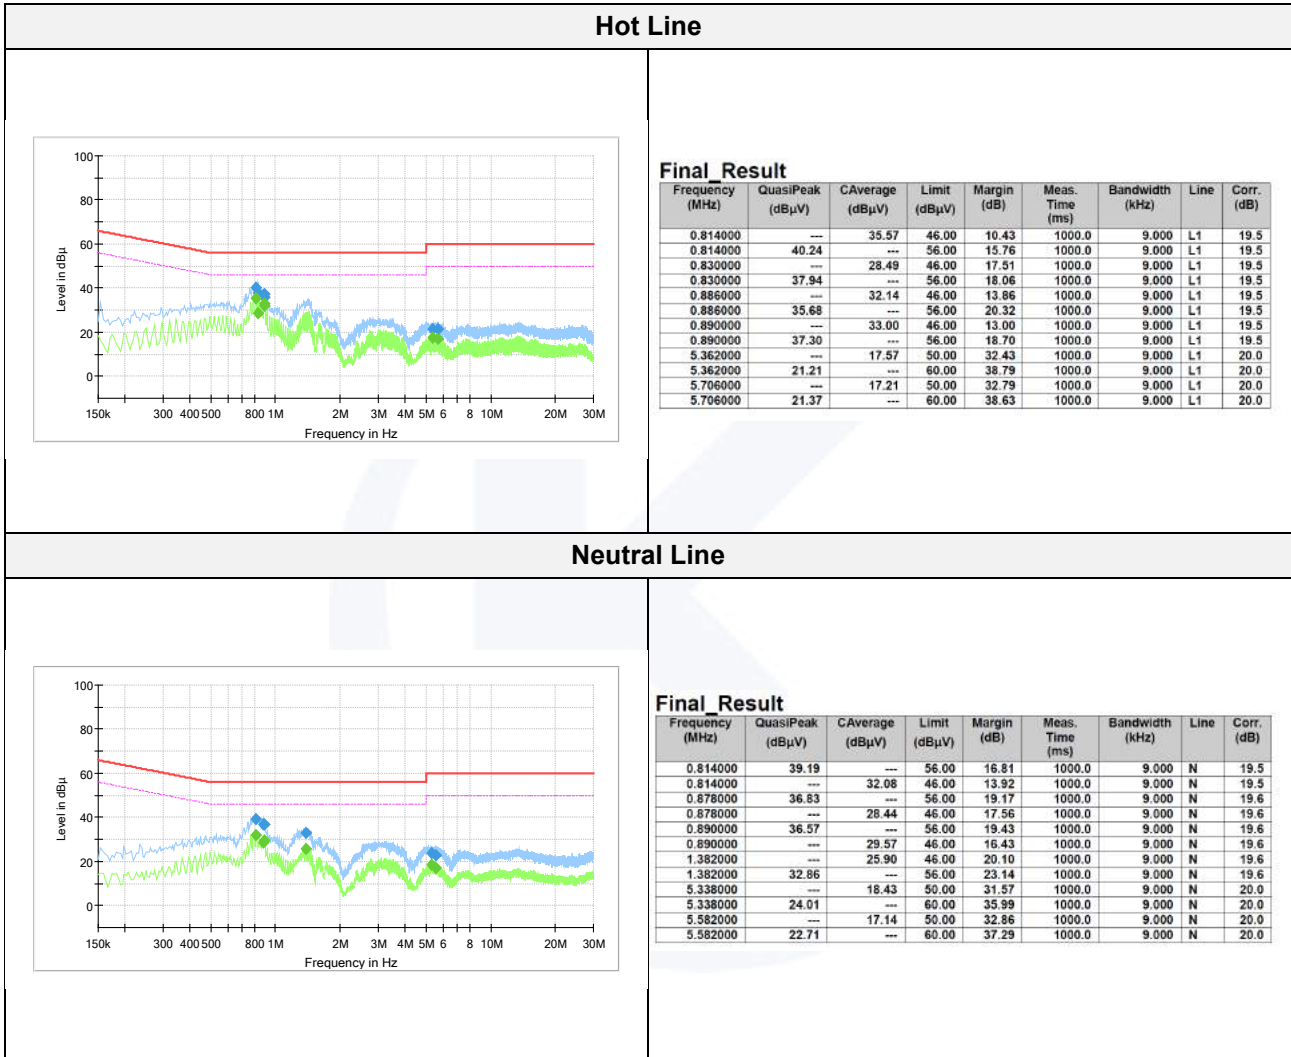 Hot Line
Level in dBµ
100
80
60
40
20
0
150k 300 400 500 800 1M 2M 3M 4M 5M 6 8 10M 20M 30M
Frequency in Hz
Final_Result
Frequency (MHz) QuasiPeak (dBµV) CAverage (dBµV) Limit (dBµV) Margin (dB) Meas. Time (ms) Bandwidth (kHz) Line Corr. (dB)
0.814000 --- 35.57 46.00 10.43 1000.0 9.000 L1 19.5
0.814000 40.24 --- 56.00 15.76 1000.0 9.000 L1 19.5
0.830000 --- 28.49 46.00 17.51 1000.0 9.000 L1 19.5
0.830000 37.94 --- 56.00 18.06 1000.0 9.000 L1 19.5
0.886000 --- 32.14 46.00 13.86 1000.0 9.000 L1 19.5
0.886000 35.68 --- 56.00 20.32 1000.0 9.000 L1 19.5
0.890000 --- 33.00 46.00 13.00 1000.0 9.000 L1 19.5
0.890000 37.30 --- 56.00 18.70 1000.0 9.000 L1 19.5
5.362000 --- 17.57 50.00 32.43 1000.0 9.000 L1 20.0
5.362000 21.21 --- 60.00 38.79 1000.0 9.000 L1 20.0
5.706000 --- 17.21 50.00 32.79 1000.0 9.000 L1 20.0
5.706000 21.37 --- 60.00 38.63 1000.0 9.000 L1 20.0
Neutral Line
Level in dBµ
100
80
60
40
20
0
150k 300 400 500 800 1M 2M 3M 4M 5M 6 8 10M 20M 30M
Frequency in Hz
Final_Result
Frequency (MHz) QuasiPeak (dBµV) CAverage (dBµV) Limit (dBµV) Margin (dB) Meas. Time (ms) Bandwidth (kHz) Line Corr. (dB)
0.814000 39.19 --- 56.00 16.81 1000.0 9.000 N 19.5
0.814000 --- 32.08 46.00 13.92 1000.0 9.000 N 19.5
0.878000 36.83 --- 56.00 19.17 1000.0 9.000 N 19.6
0.878000 --- 28.44 46.00 17.56 1000.0 9.000 N 19.6
0.890000 36.57 --- 56.00 19.43 1000.0 9.000 N 19.6
0.890000 --- 29.57 46.00 16.43 1000.0 9.000 N 19.6
1.382000 --- 25.90 46.00 20.10 1000.0 9.000 N 19.6
1.382000 32.86 --- 56.00 23.14 1000.0 9.000 N 19.6
5.338000 --- 18.43 50.00 31.57 1000.0 9.000 N 20.0
5.338000 24.01 --- 60.00 35.99 1000.0 9.000 N 20.0
5.582000 --- 17.14 50.00 32.86 1000.0 9.000 N 20.0
5.582000 22.71 --- 60.00 37.29 1000.0 9.000 N 20.0